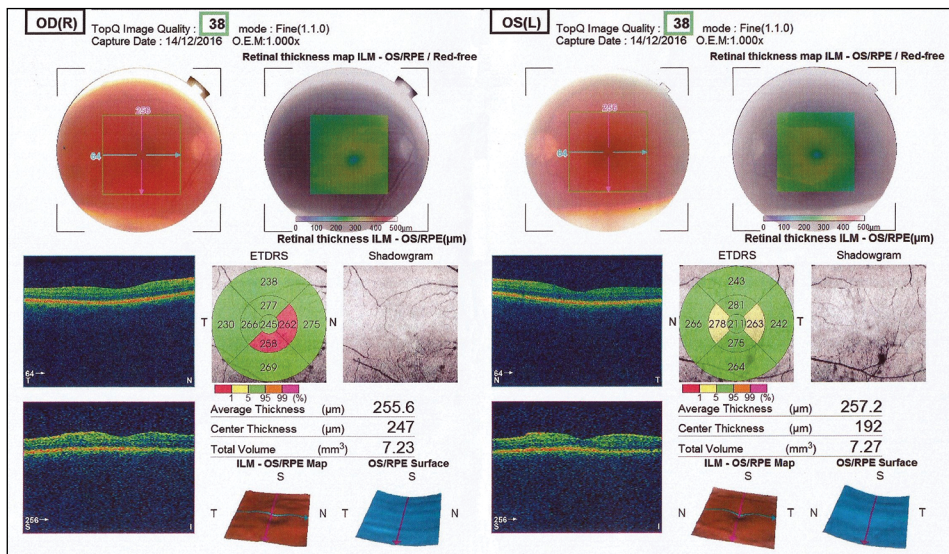 OD(R)
TopQ Image Quality : 38 mode : Fine(1.1.0)
Capture Date : 14/12/2016 O.E.M:1.000x
Retinal thickness map ILM - OS/RPE / Red-free
256
64
0 100 200 300 400 500μm
Retinal thickness ILM - OS/RPE(μm)
ETDRS Shadowgram
238
277
T 230 266 245 262 275 N
258
269
64
T N
1 5 95 99 (%)
Average Thickness (μm) 255.6
Center Thickness (μm) 247
Total Volume (mm3) 7.23
ILM - OS/RPE Map OS/RPE Surface
S S
T N T N
256
S I
OS(L)
TopQ Image Quality : 38 mode : Fine(1.1.0)
Capture Date : 14/12/2016 O.E.M:1.000x
Retinal thickness map ILM - OS/RPE / Red-free
256
64
0 100 200 300 400 500μm
Retinal thickness ILM - OS/RPE(μm)
ETDRS Shadowgram
243
281
N 266 278 211 263 242 T
275
264
64
N T
1 5 95 99 (%)
Average Thickness (μm) 257.2
Center Thickness (μm) 192
Total Volume (mm3) 7.27
ILM - OS/RPE Map OS/RPE Surface
S S
N T N T
256
S I